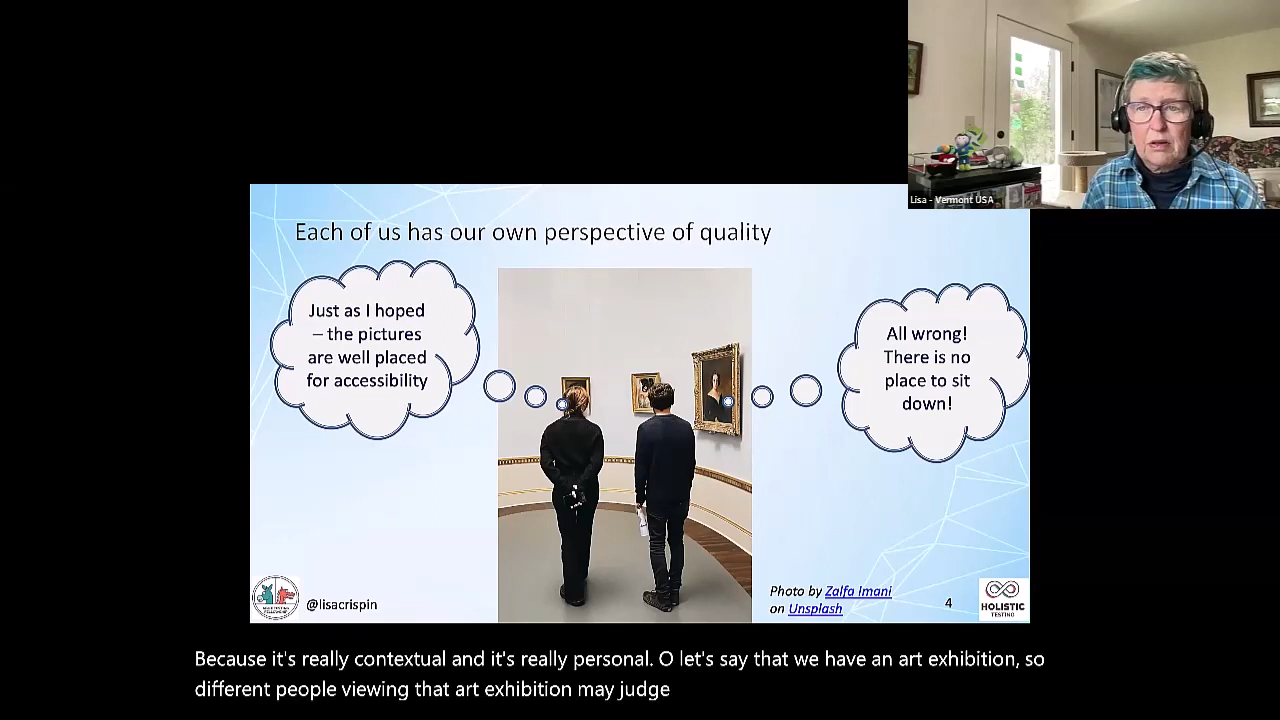 Lisa - Vermont USA
Each of us has our own perspective of quality
Just as I hoped
– the pictures
are well placed
for accessibility
All wrong!
There is no
place to sit
down!
Photo by Zalfa Imani
on Unsplash
@lisacrispin
4
HOLISTIC
TESTING
Because it's really contextual and it's really personal. O let's say that we have an art exhibition, so
different people viewing that art exhibition may judge